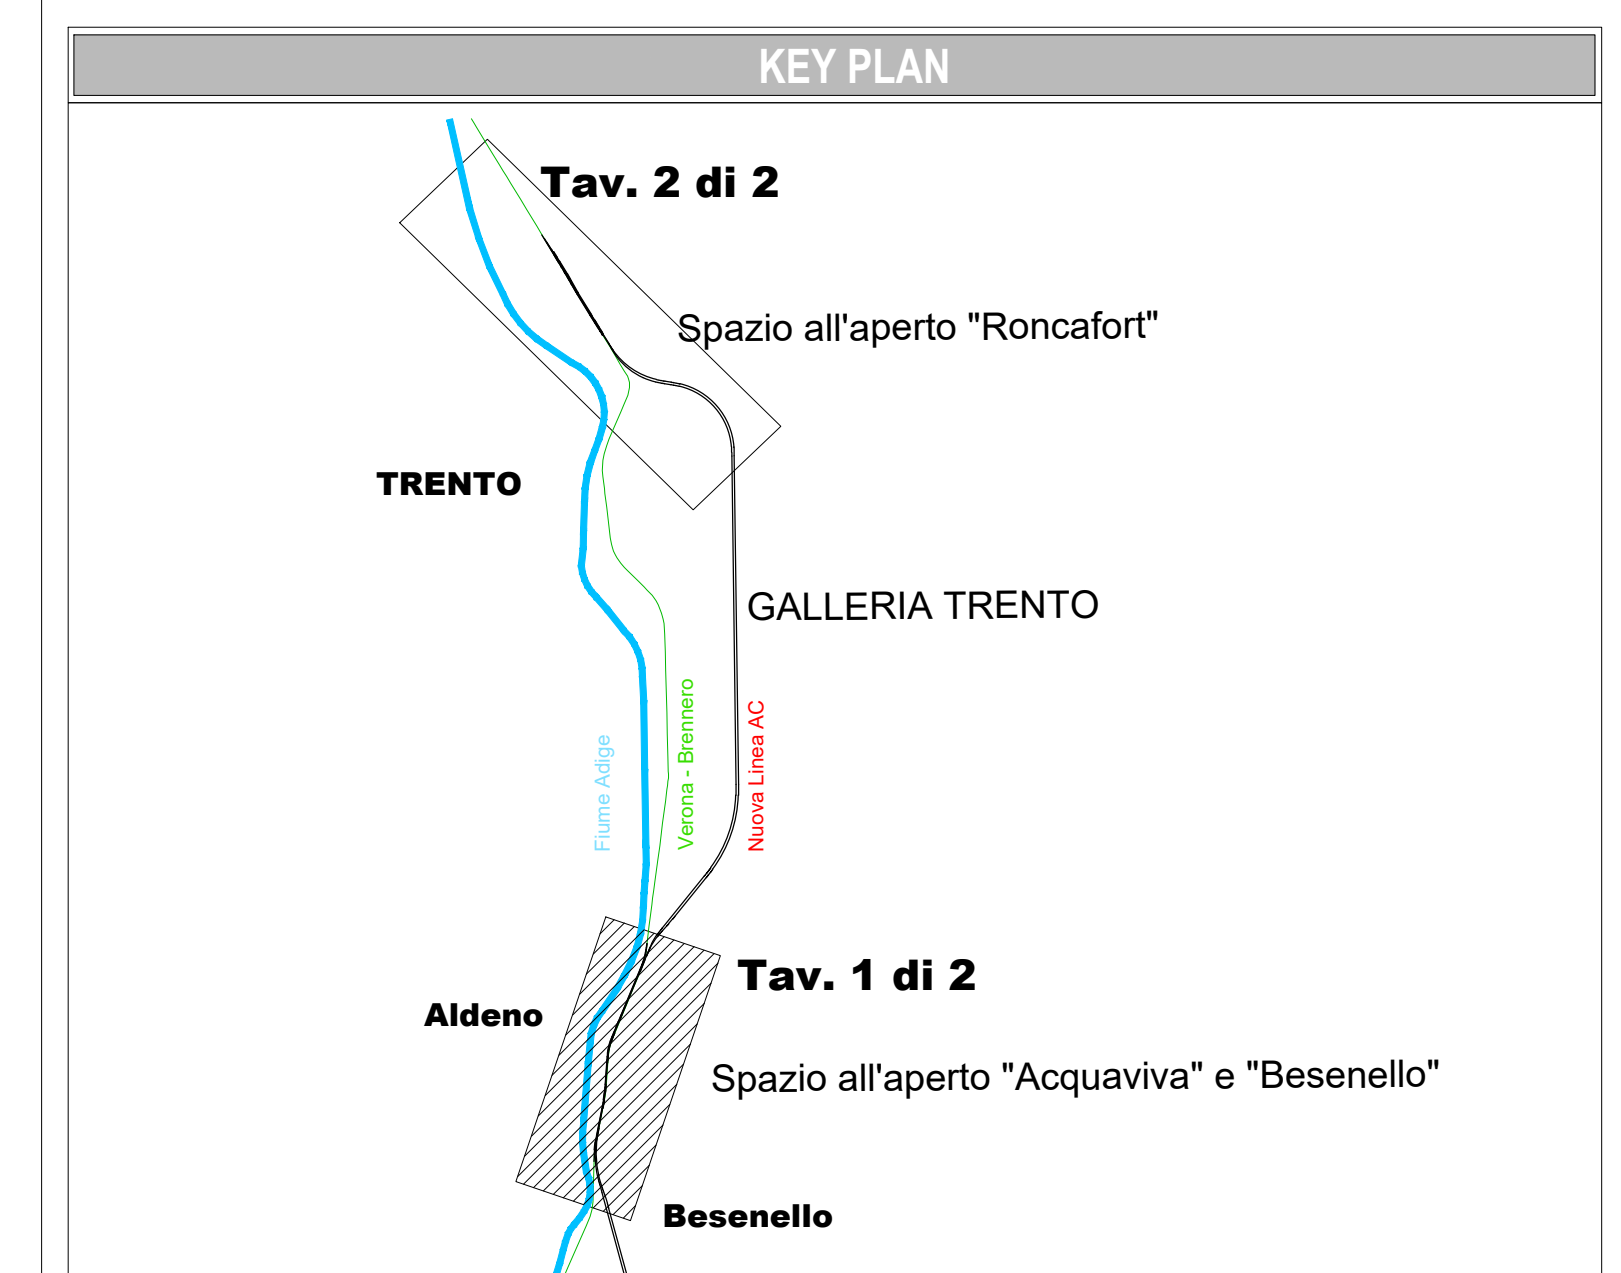 KEY PLAN
Tav. 2 di 2
Spazio all'aperto "Roncafort"
TRENTO
GALLERIA TRENTO
Fiume Adige
Verona - Brennero
Nuova Linea AC
Tav. 1 di 2
Aldeno
Spazio all'aperto "Acquaviva" e "Besenello"
Besenello